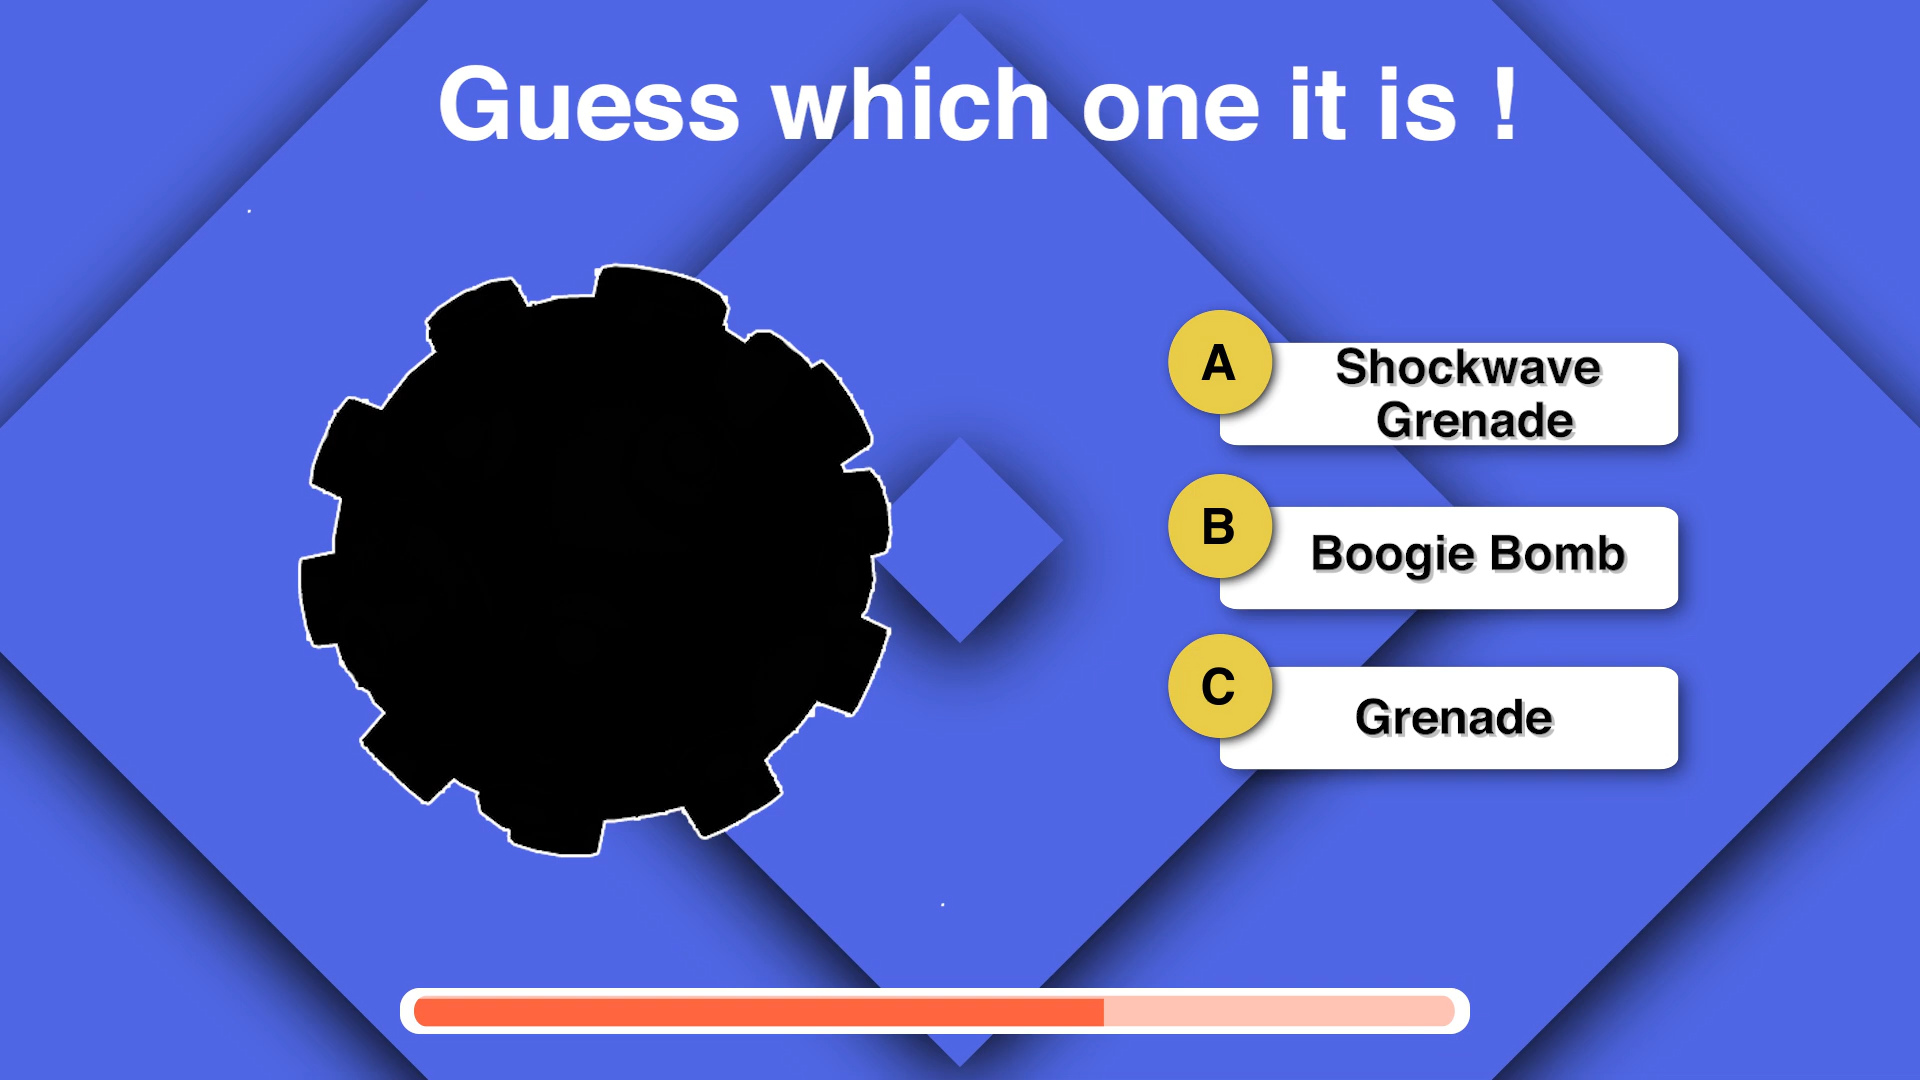 Guess which one it is !
A
Shockwave
Grenade
B
Boogie Bomb
C
Grenade